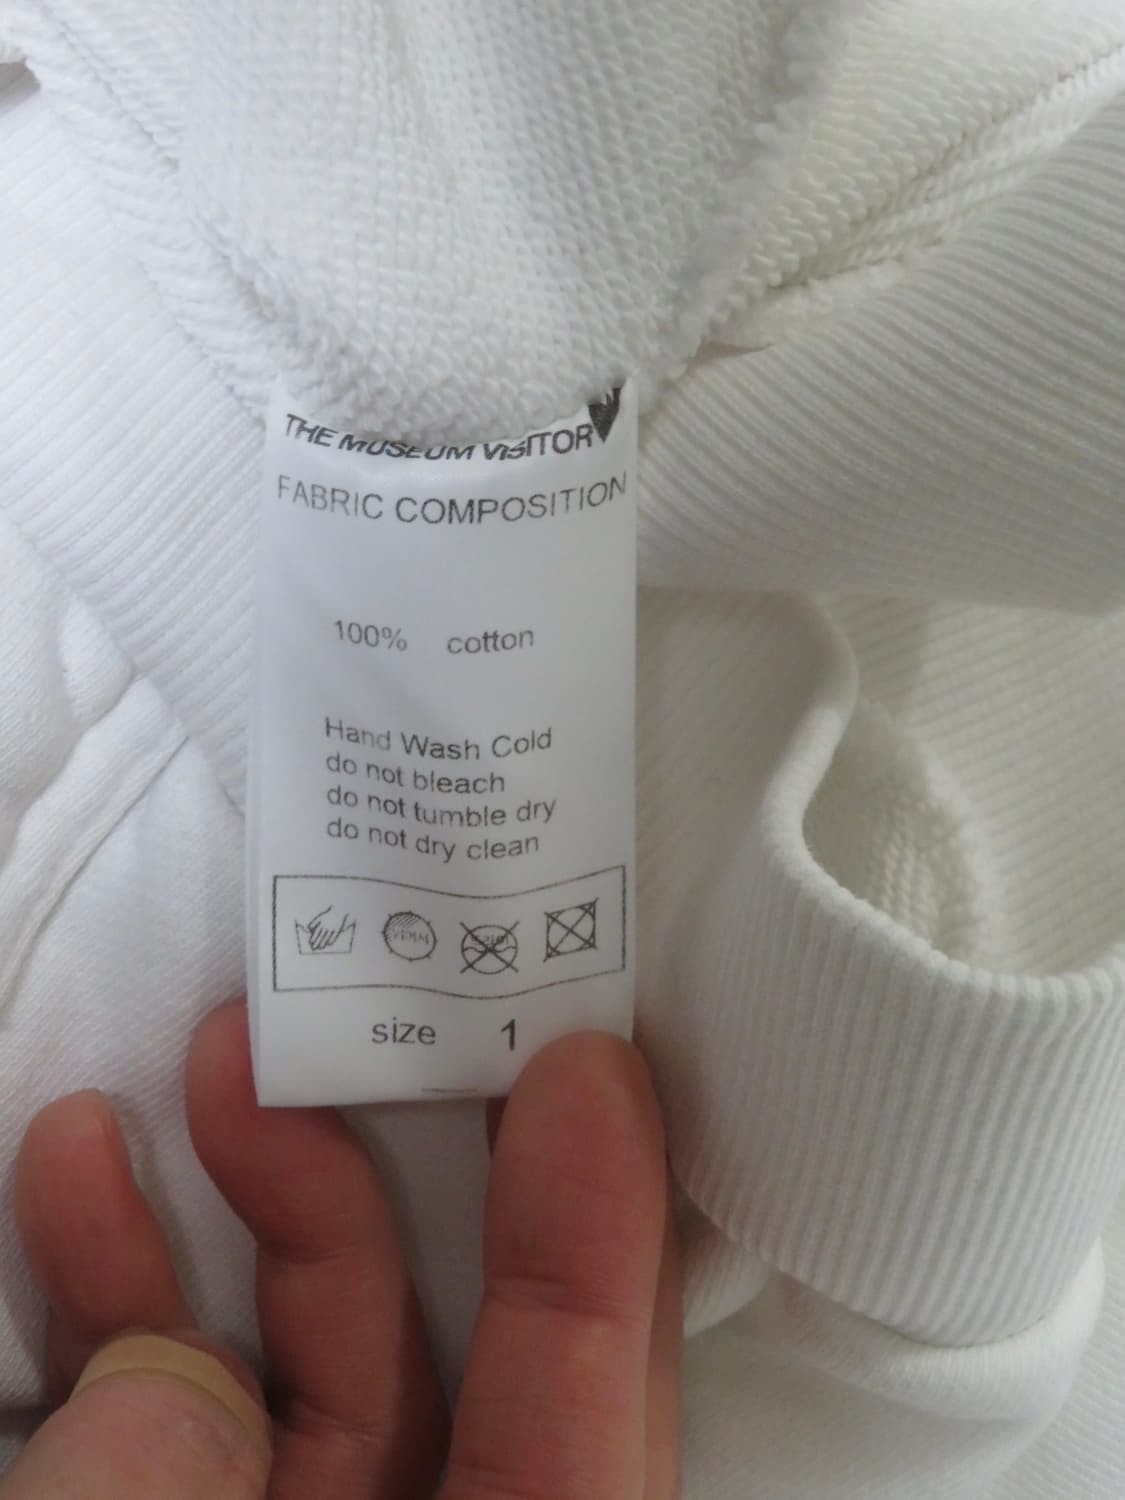 THE MUSEUM VISITOR
FABRIC COMPOSITION
100% cotton
Hand Wash Cold
do not bleach
do not tumble dry
do not dry clean
size 1